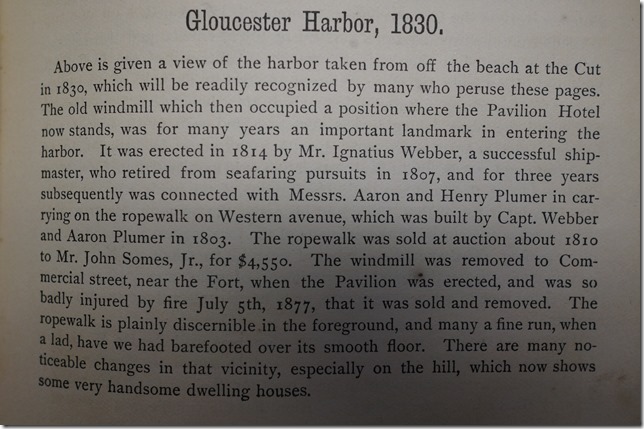 Gloucester Harbor, 1830.
Above is given a view of the harbor taken from off the beach at the Cut
in 1830, which will be readily recognized by many who peruse these pages.
The old windmill which then occupied a position where the Pavilion Hotel
now stands, was for many years an important landmark in entering the
harbor. It was erected in 1814 by Mr. Ignatius Webber, a successful ship-
master, who retired from seafaring pursuits in 1807, and for three years
subsequently was connected with Messrs. Aaron and Henry Plumer in car-
rying on the ropewalk on Western avenue, which was built by Capt. Webber
and Aaron Plumer in 1803. The ropewalk was sold at auction about 1810
to Mr. John Somes, Jr., for $4,550. The windmill was removed to Com-
mercial street, near the Fort, when the Pavilion was erected, and was so
badly injured by fire July 5th, 1877, that it was sold and removed. The
ropewalk is plainly discernible in the foreground, and many a fine run, when
a lad, have we had barefooted over its smooth floor. There are many no-
ticeable changes in that vicinity, especially on the hill, which now shows
some very handsome dwelling houses.